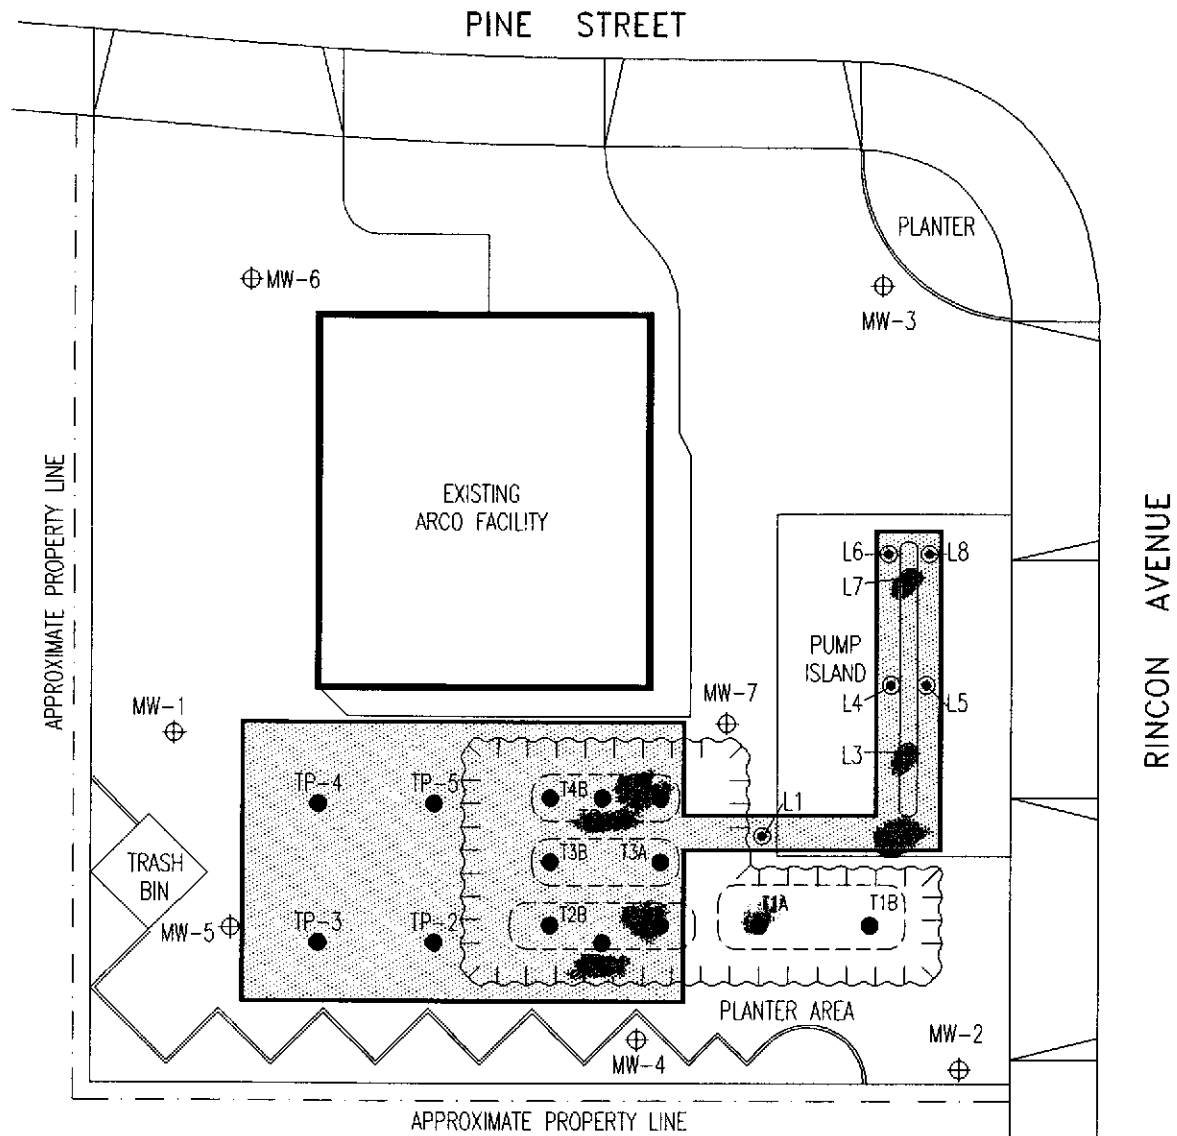 PINE STREET
PLANTER
MW-6
MW-3
APPROXIMATE PROPERTY LINE
EXISTING
ARCO FACILITY
RINCON AVENUE
L6
L8
L7
PUMP
ISLAND
L4
L5
MW-1
MW-7
L3
TP-4
TP-5
T4B
L1
T3B
T3A
TRASH
BIN
T2B
T1A
T1B
MW-5
TP-3
TP-2
PLANTER AREA
MW-4
MW-2
APPROXIMATE PROPERTY LINE